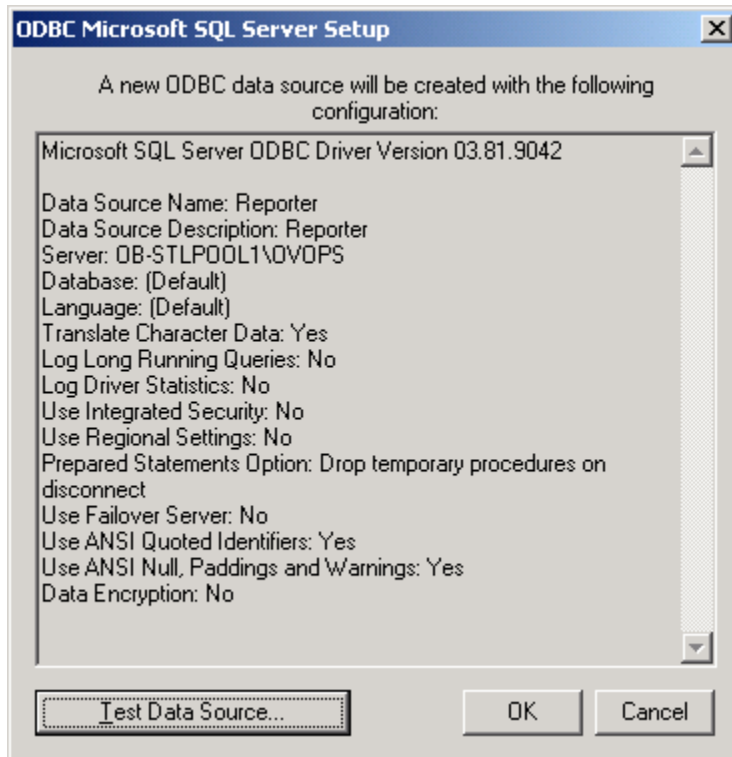 ODBC Microsoft SQL Server Setup
A new ODBC data source will be created with the following
configuration:
Microsoft SQL Server ODBC Driver Version 03.81.9042
Data Source Name: Reporter
Data Source Description: Reporter
Server: OB-STLPOOL1\OVOPS
Database: (Default)
Language: (Default)
Translate Character Data: Yes
Log Long Running Queries: No
Log Driver Statistics: No
Use Integrated Security: No
Use Regional Settings: No
Prepared Statements Option: Drop temporary procedures on
disconnect
Use Failover Server: No
Use ANSI Quoted Identifiers: Yes
Use ANSI Null, Paddings and Warnings: Yes
Data Encryption: No
Test Data Source... OK Cancel